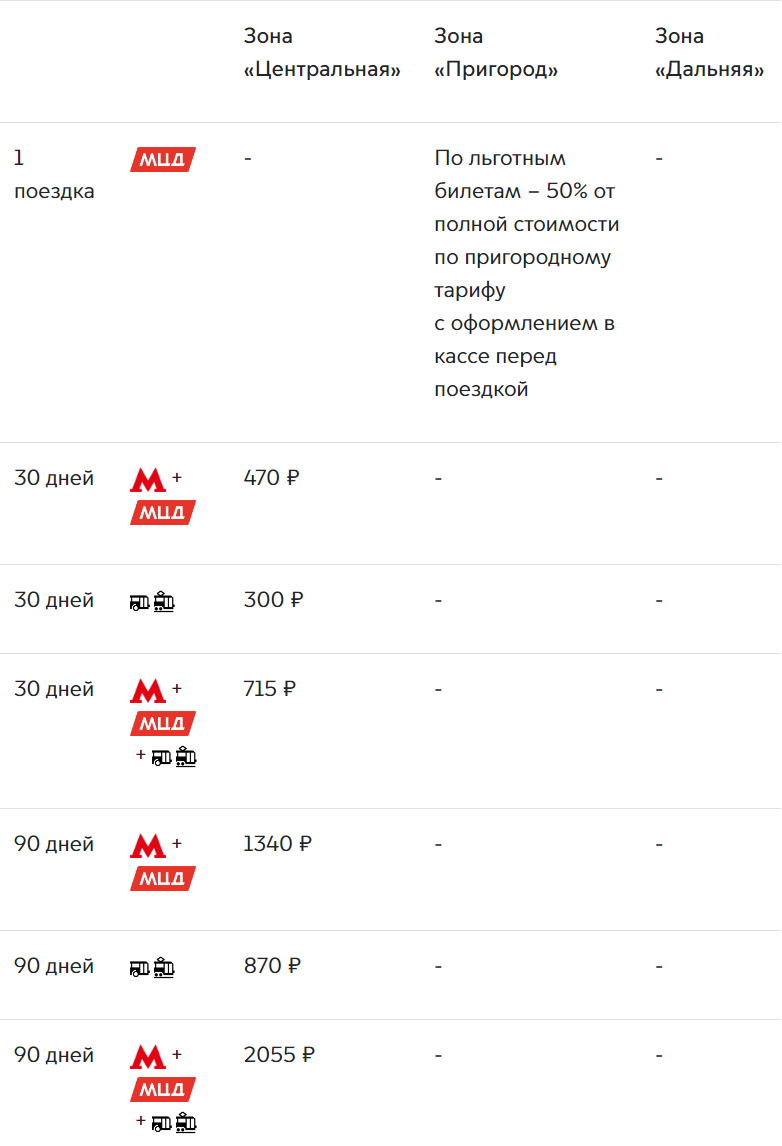 Зона
«Центральная»
Зона
«Пригород»
Зона
«Дальняя»
1
поездка
МЦД
-
По льготным
билетам – 50% от
полной стоимости
по пригородному
тарифу
с оформлением в
кассе перед
поездкой
-
30 дней
М +
МЦД
470 ₽
-
-
30 дней
300 ₽
-
-
30 дней
М +
МЦД
+
715 ₽
-
-
90 дней
М +
МЦД
1340 ₽
-
-
90 дней
870 ₽
-
-
90 дней
М +
МЦД
+
2055 ₽
-
-